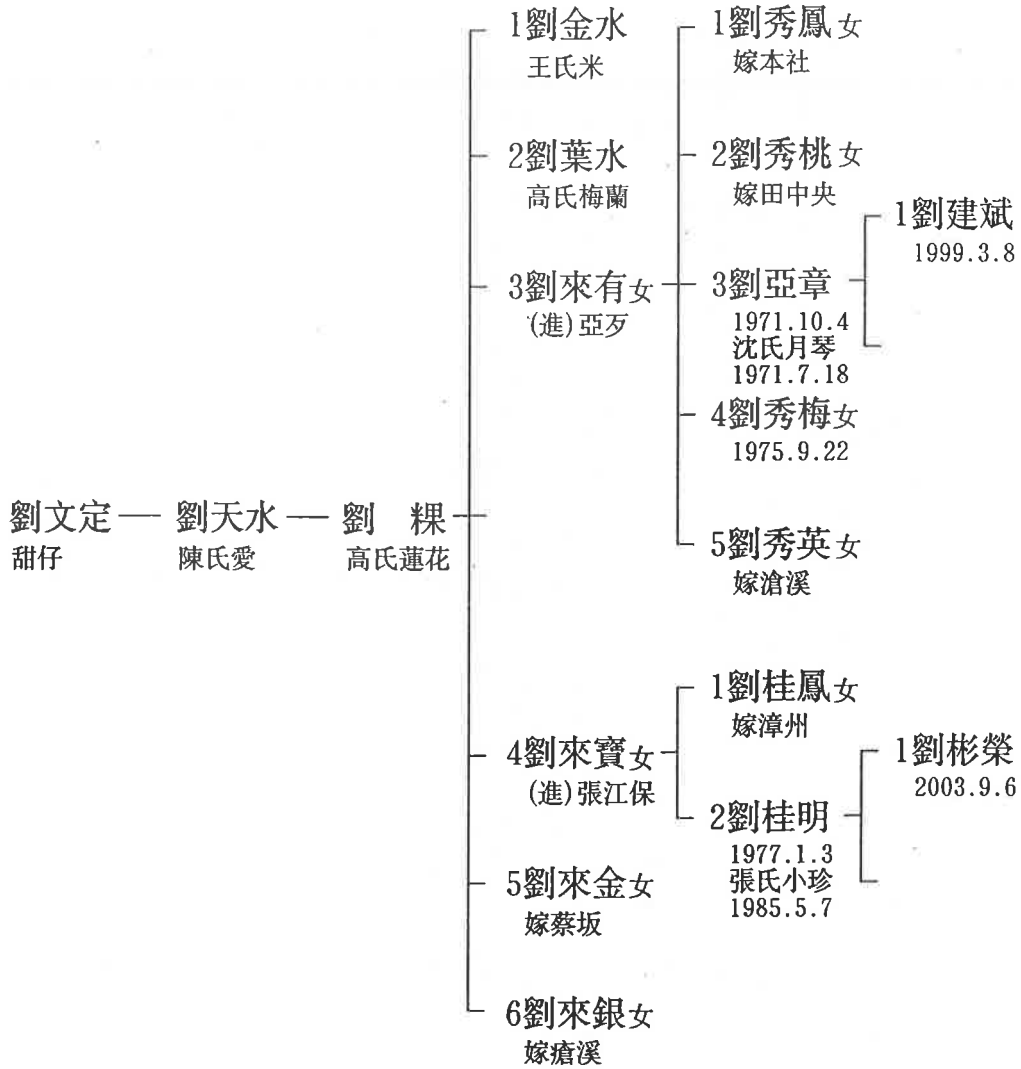 劉文定
甜仔
劉天水
陳氏愛
劉　粿
高氏蓮花
1劉金水
王氏米
2劉葉水
高氏梅蘭
3劉來有女
(進)亞歹
4劉來寶女
(進)張江保
5劉來金女
嫁蔡坂
6劉來銀女
嫁瘡溪
1劉秀鳳女
嫁本社
2劉秀桃女
嫁田中央
3劉亞章
1971.10.4
沈氏月琴
1971.7.18
4劉秀梅女
1975.9.22
5劉秀英女
嫁滄溪
1劉桂鳳女
嫁漳州
2劉桂明
1977.1.3
張氏小珍
1985.5.7
1劉建斌
1999.3.8
1劉彬榮
2003.9.6